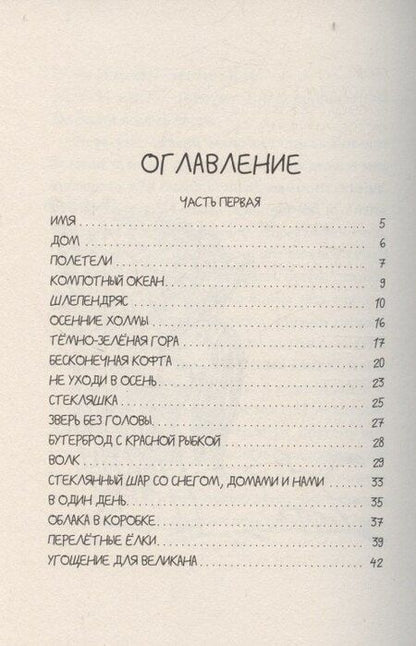 ОГЛАВЛЕНИЕ
ЧАСТЬ ПЕРВАЯ
ИМЯ 5
ДОМ 6
ПОЛЕТЕЛИ 7
КОМПОТНЫЙ ОКЕАН 9
ШЛЕПЕНДРЯС 10
ОСЕННИЕ ХОЛМЫ 16
ТЁМНО-ЗЕЛЁНАЯ ГОРА 17
БЕСКОНЕЧНАЯ КОФТА 20
НЕ УХОДИ В ОСЕНЬ 23
СТЕКЛЯШКА 25
ЗВЕРЬ БЕЗ ГОЛОВЫ 27
БУТЕРБРОД С КРАСНОЙ РЫБКОЙ 28
ВОЛК 29
СТЕКЛЯННЫЙ ШАР СО СНЕГОМ, ДОМАМИ И НАМИ 33
В ОДИН ДЕНЬ 35
ОБЛАКА В КОРОБКЕ 37
ПЕРЕЛЁТНЫЕ ЁЛКИ 39
УГОЩЕНИЕ ДЛЯ ВЕЛИКАНА 42